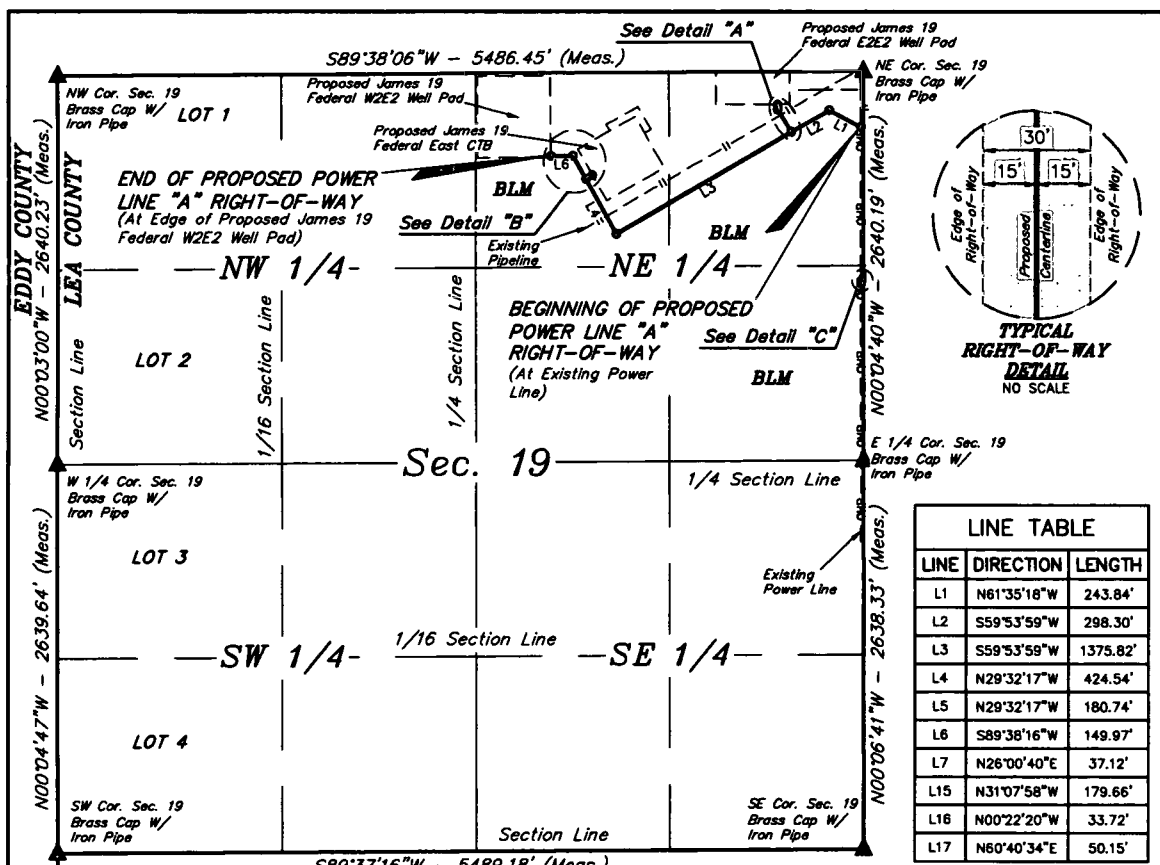 S89°38'06"W - 5486.45' (Meas.)
See Detail "A"
Proposed James 19
Federal E2E2 Well Pad
NW Cor. Sec. 19
Brass Cap W/
Iron Pipe
LOT 1
Proposed James 19
Federal W2E2 Well Pad
NE Cor. Sec. 19
Brass Cap W/
Iron Pipe
Proposed James 19
Federal East CTB
L2
L1
L6
L3
L4
END OF PROPOSED POWER
LINE "A" RIGHT-OF-WAY
(At Edge of Proposed James 19
Federal W2E2 Well Pad)
BLM
See Detail "B"
Existing
Pipeline
BLM
EDDY COUNTY
LEA COUNTY
N00°03'00"W - 2640.23' (Meas.)
N00°04'40"W - 2640.19' (Meas.)
30'
15'
15'
Edge of
Right-of-Way
Proposed
Centerline
Edge of
Right-of-Way
TYPICAL
RIGHT-OF-WAY
DETAIL
NO SCALE
NW 1/4
NE 1/4
BEGINNING OF PROPOSED
POWER LINE "A"
RIGHT-OF-WAY
(At Existing Power
Line)
See Detail "C"
BLM
LOT 2
Section Line
1/16 Section Line
1/4 Section Line
OHP
OHP
OHP
OHP
W 1/4 Cor. Sec. 19
Brass Cap W/
Iron Pipe
Sec. 19
1/4 Section Line
E 1/4 Cor. Sec. 19
Brass Cap W/
Iron Pipe
LOT 3
Existing
Power Line
N00°04'47"W - 2639.64' (Meas.)
N00°06'41"W - 2638.33' (Meas.)
1/16 Section Line
SW 1/4
SE 1/4
LOT 4
SW Cor. Sec. 19
Brass Cap W/
Iron Pipe
SE Cor. Sec. 19
Brass Cap W/
Iron Pipe
Section Line
S89°37'16"W - 5489.18' (Meas.)
LINE TABLE
LINE DIRECTION LENGTH
L1 N61°35'18"W 243.84'
L2 S59°53'59"W 298.30'
L3 S59°53'59"W 1375.82'
L4 N29°32'17"W 424.54'
L5 N29°32'17"W 180.74'
L6 S89°38'16"W 149.97'
L7 N26°00'40"E 37.12'
L15 N31°07'58"W 179.66'
L16 N00°22'20"W 33.72'
L17 N60°40'34"E 50.15'